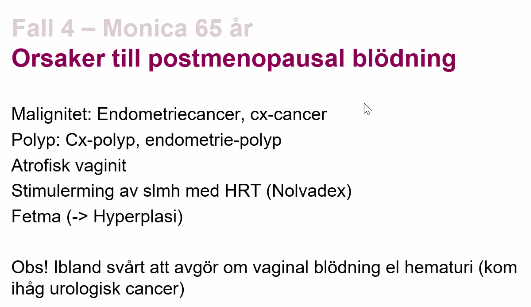 Fall 4 – Monica 65 år
Orsaker till postmenopausal blödning
Malignitet: Endometriecancer, cx-cancer
Polyp: Cx-polyp, endometrie-polyp
Atrofisk vaginit
Stimulerming av slmh med HRT (Nolvadex)
Fetma (-> Hyperplasi)
Obs! Ibland svårt att avgör om vaginal blödning el hematuri (kom
ihåg urologisk cancer)